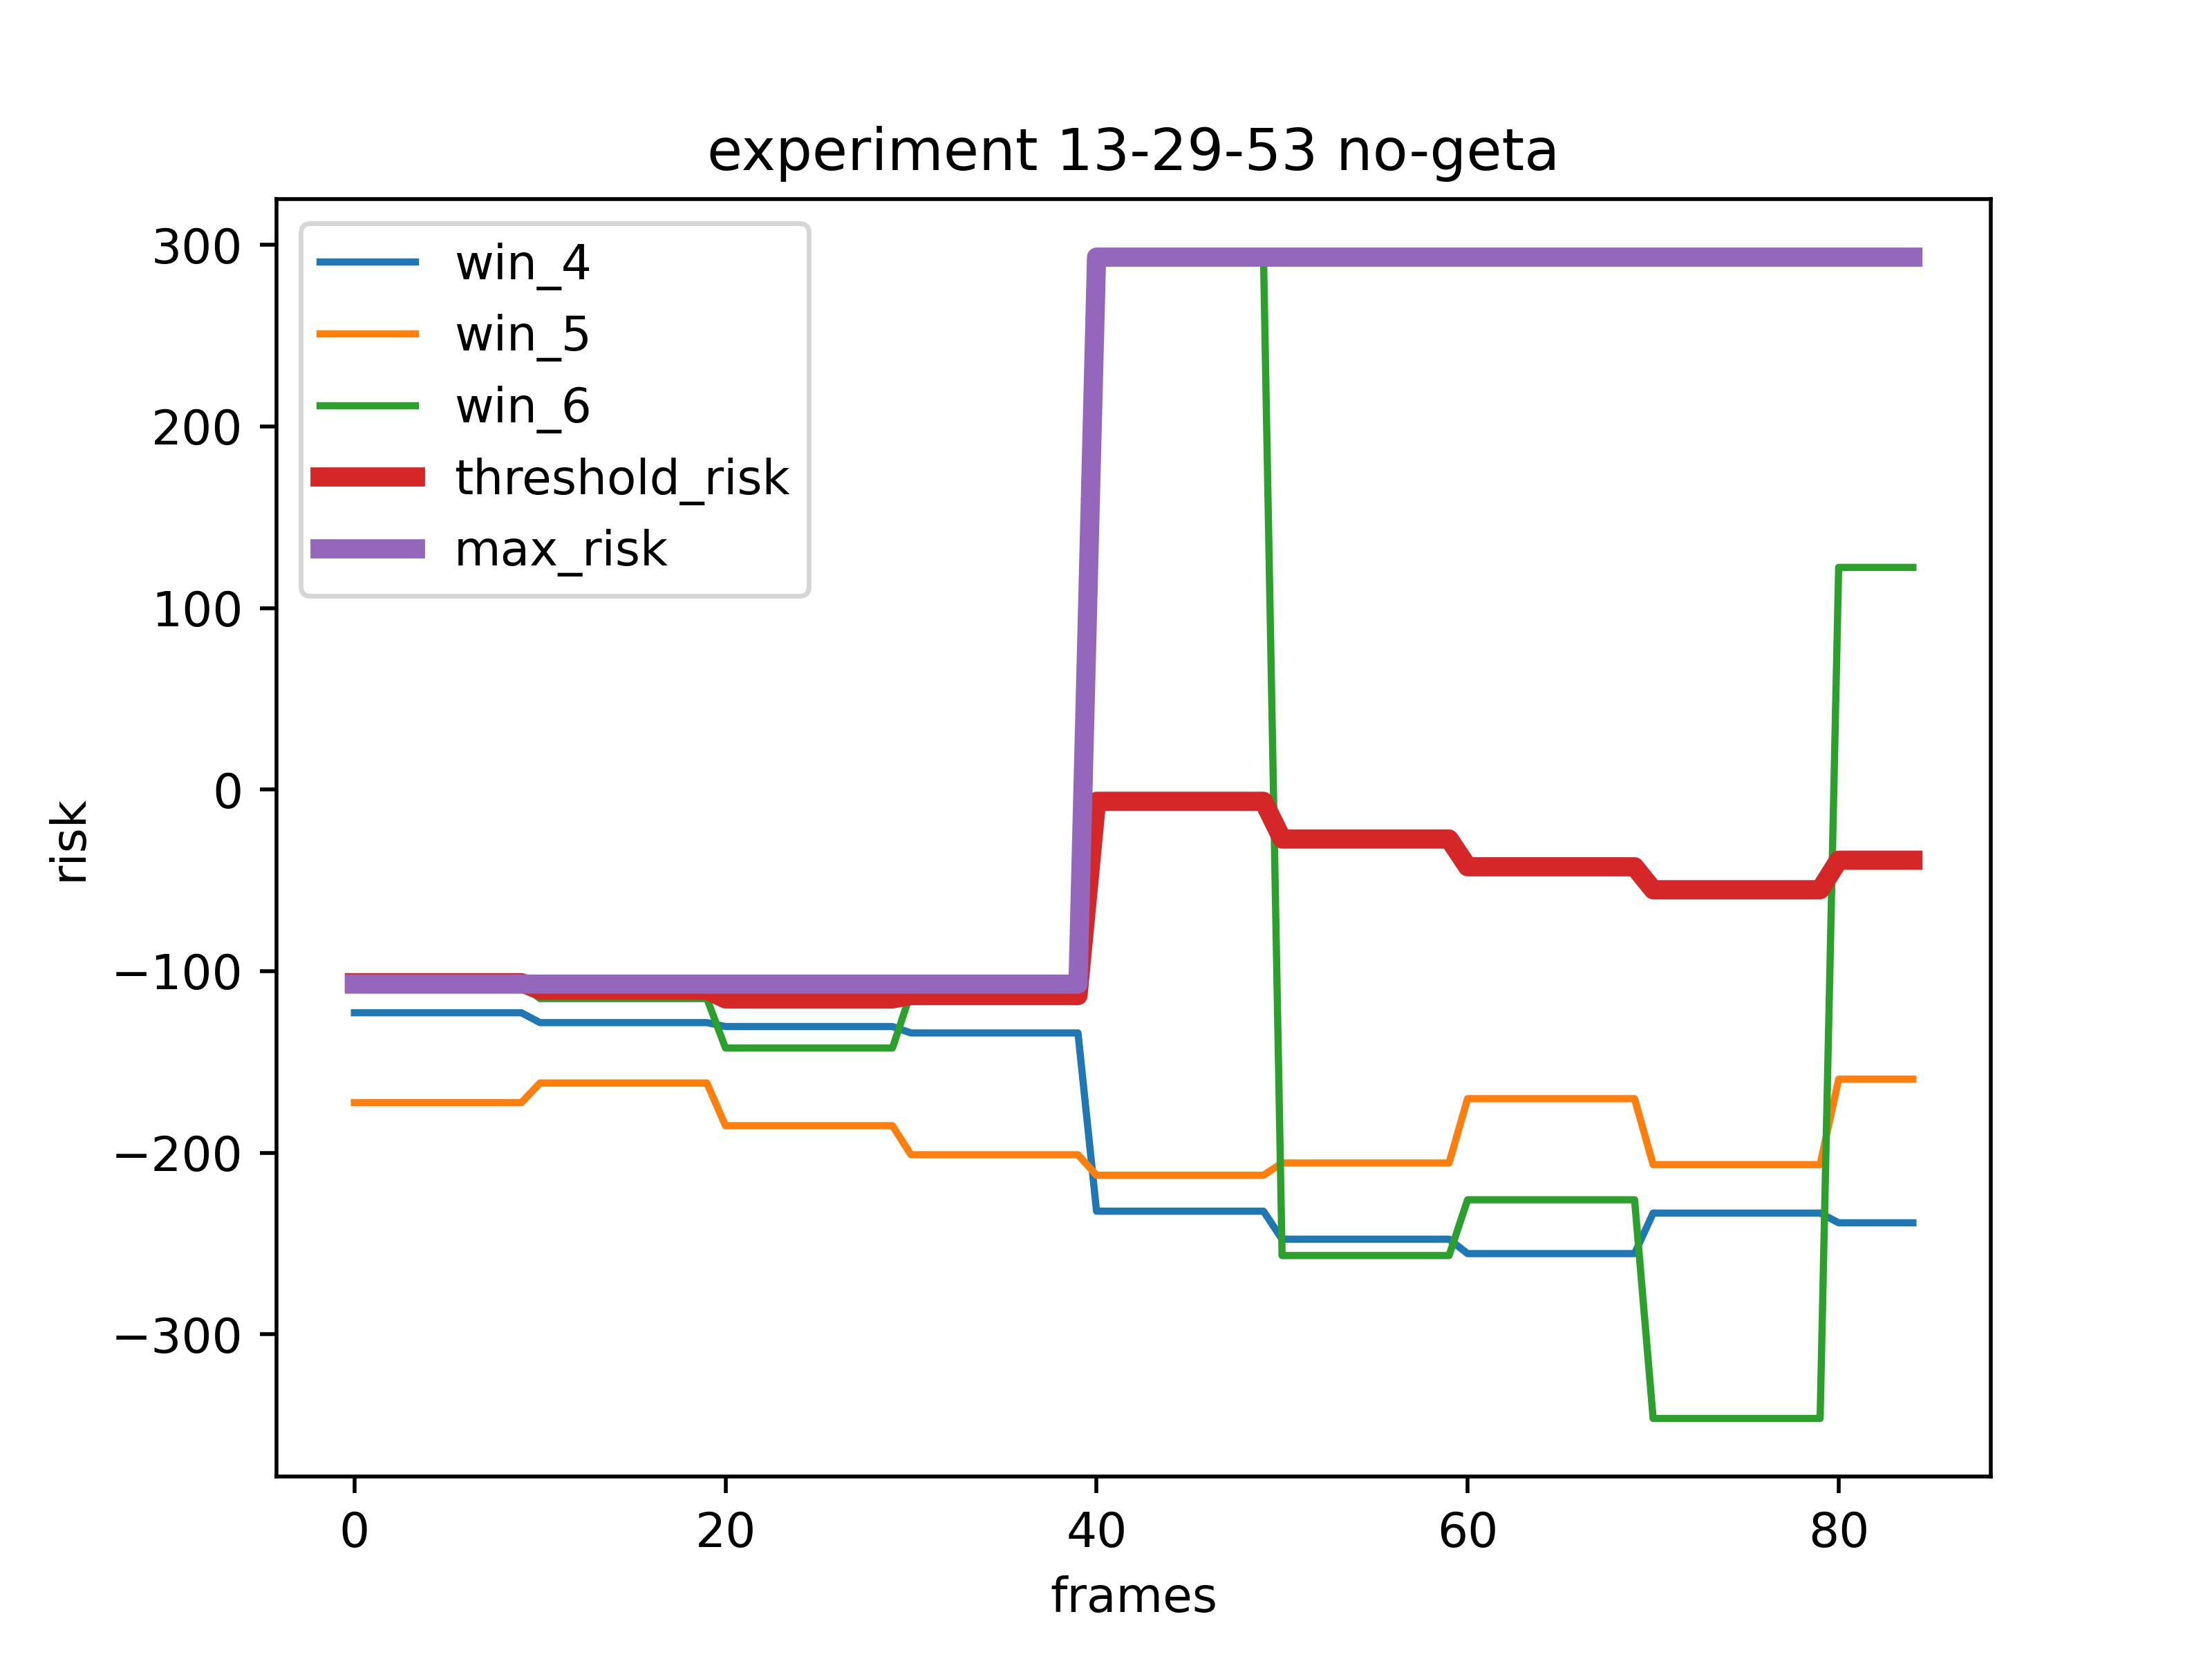 experiment 13-29-53 no-geta
300
200
100
0
−100
−200
−300
risk
win_4
win_5
win_6
threshold_risk
max_risk
0 20 40 60 80
frames